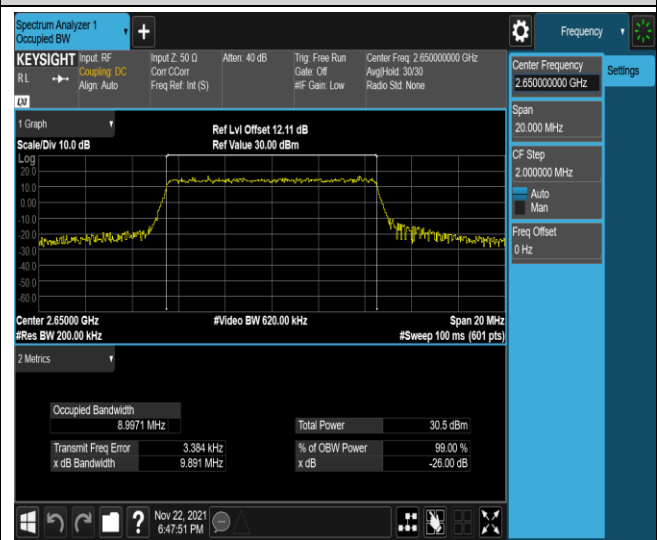 Spectrum Analyzer 1
Occupied BW
+
Frequency
KEYSIGHT
RL
LXI
Input: RF
Coupling: DC
Align: Auto
Input Z: 50 Ω
Corr CCorr
Freq Ref: Int (S)
Atten: 40 dB
Trig: Free Run
Gate: Off
#IF Gain: Low
Center Freq: 2.650000000 GHz
Avg|Hold: 30/30
Radio Std: None
Center Frequency
2.650000000 GHz
Settings
Span
20.000 MHz
CF Step
2.000000 MHz
Auto
Man
Freq Offset
0 Hz
1 Graph
Scale/Div 10.0 dB
Ref Lvl Offset 12.11 dB
Ref Value 30.00 dBm
Log
20.0
10.0
0.00
-10.0
-20.0
-30.0
-40.0
-50.0
-60.0
Center 2.65000 GHz
#Video BW 620.00 kHz
Span 20 MHz
#Res BW 200.00 kHz
#Sweep 100 ms (601 pts)
2 Metrics
Occupied Bandwidth
8.9971 MHz
Total Power 30.5 dBm
Transmit Freq Error 3.384 kHz
% of OBW Power 99.00 %
x dB Bandwidth 9.891 MHz
x dB -26.00 dB
?
Nov 22, 2021
6:47:51 PM